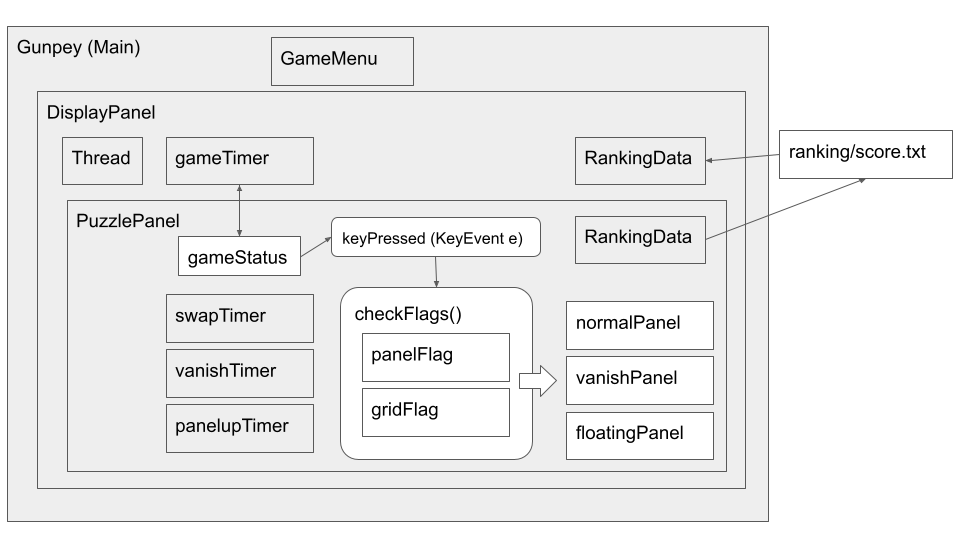 Gunpey (Main)
GameMenu
DisplayPanel
Thread
gameTimer
RankingData
ranking/score.txt
PuzzlePanel
keyPressed (KeyEvent e)
RankingData
gameStatus
swapTimer
checkFlags()
normalPanel
panelFlag
vanishTimer
vanishPanel
gridFlag
panelupTimer
floatingPanel